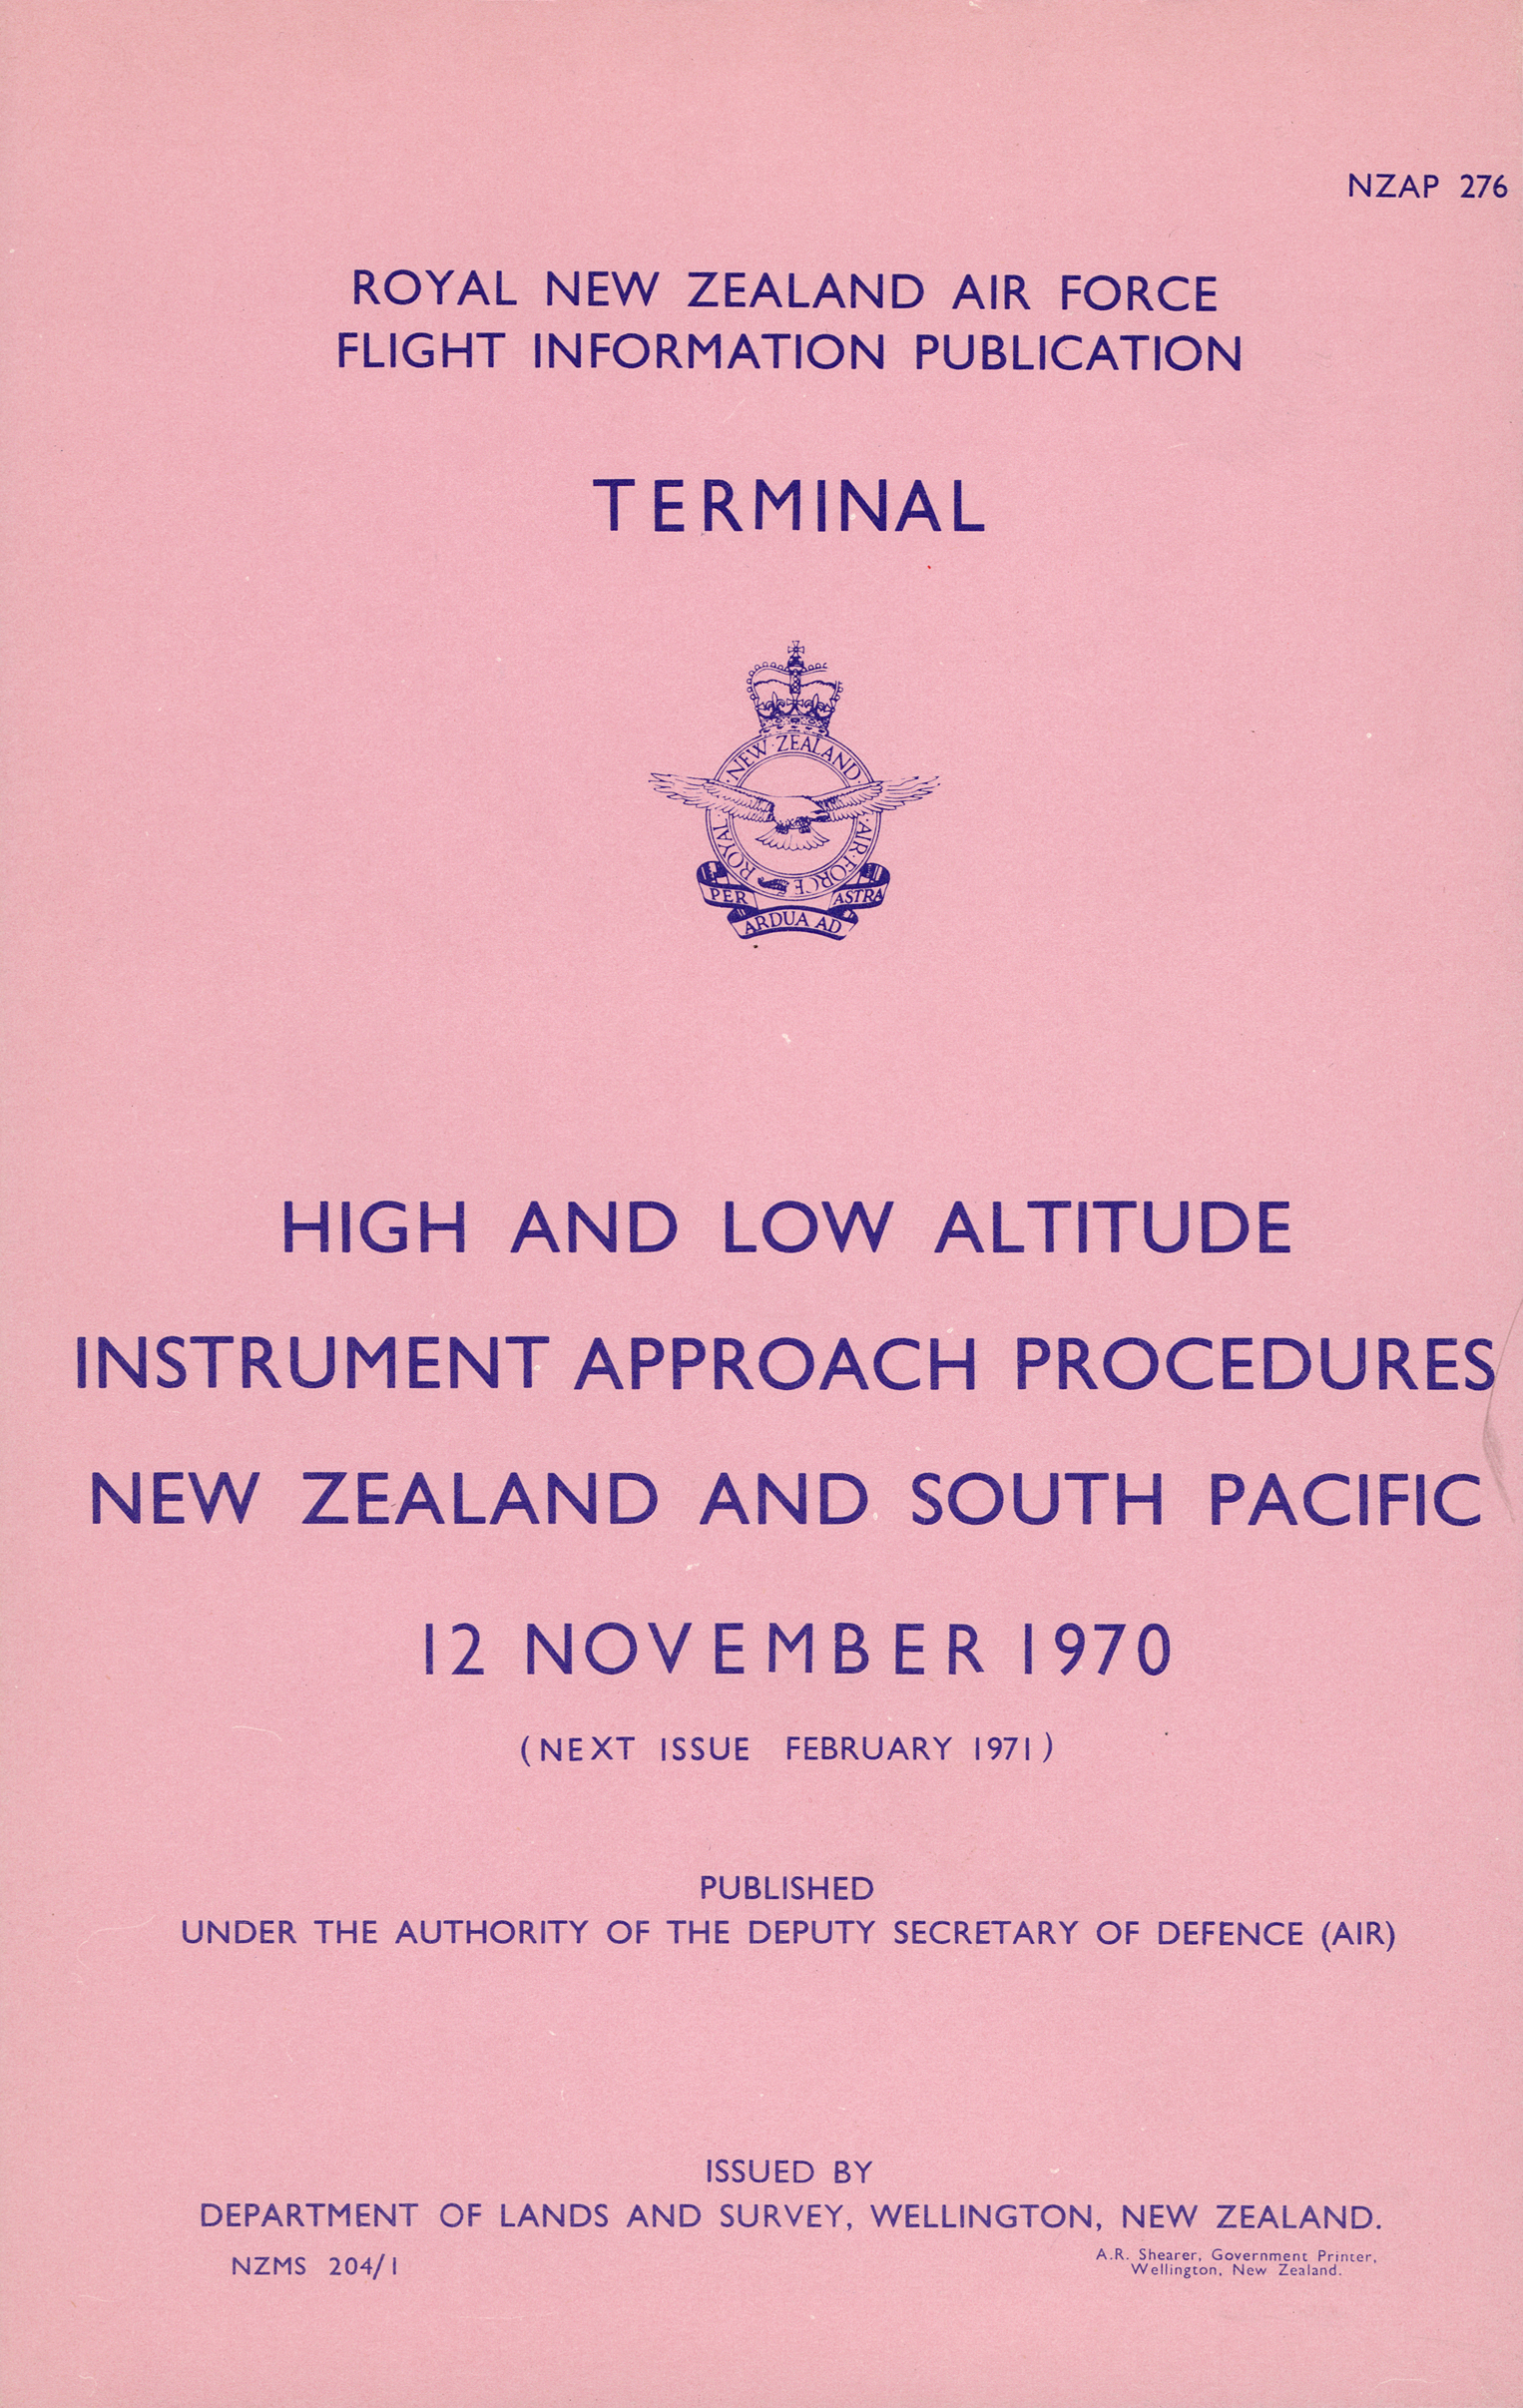 NZAP 276
ROYAL NEW ZEALAND AIR FORCE
FLIGHT INFORMATION PUBLICATION
TERMINAL
ROYAL · NEW · ZEALAND · AIR · FORCE
PER ARDUA AD ASTRA
HIGH AND LOW ALTITUDE
INSTRUMENT APPROACH PROCEDURES
NEW ZEALAND AND SOUTH PACIFIC
12 NOVEMBER 1970
(NEXT ISSUE FEBRUARY 1971)
PUBLISHED
UNDER THE AUTHORITY OF THE DEPUTY SECRETARY OF DEFENCE (AIR)
ISSUED BY
DEPARTMENT OF LANDS AND SURVEY, WELLINGTON, NEW ZEALAND.
NZMS 204/1
A.R. Shearer, Government Printer,
Wellington, New Zealand.